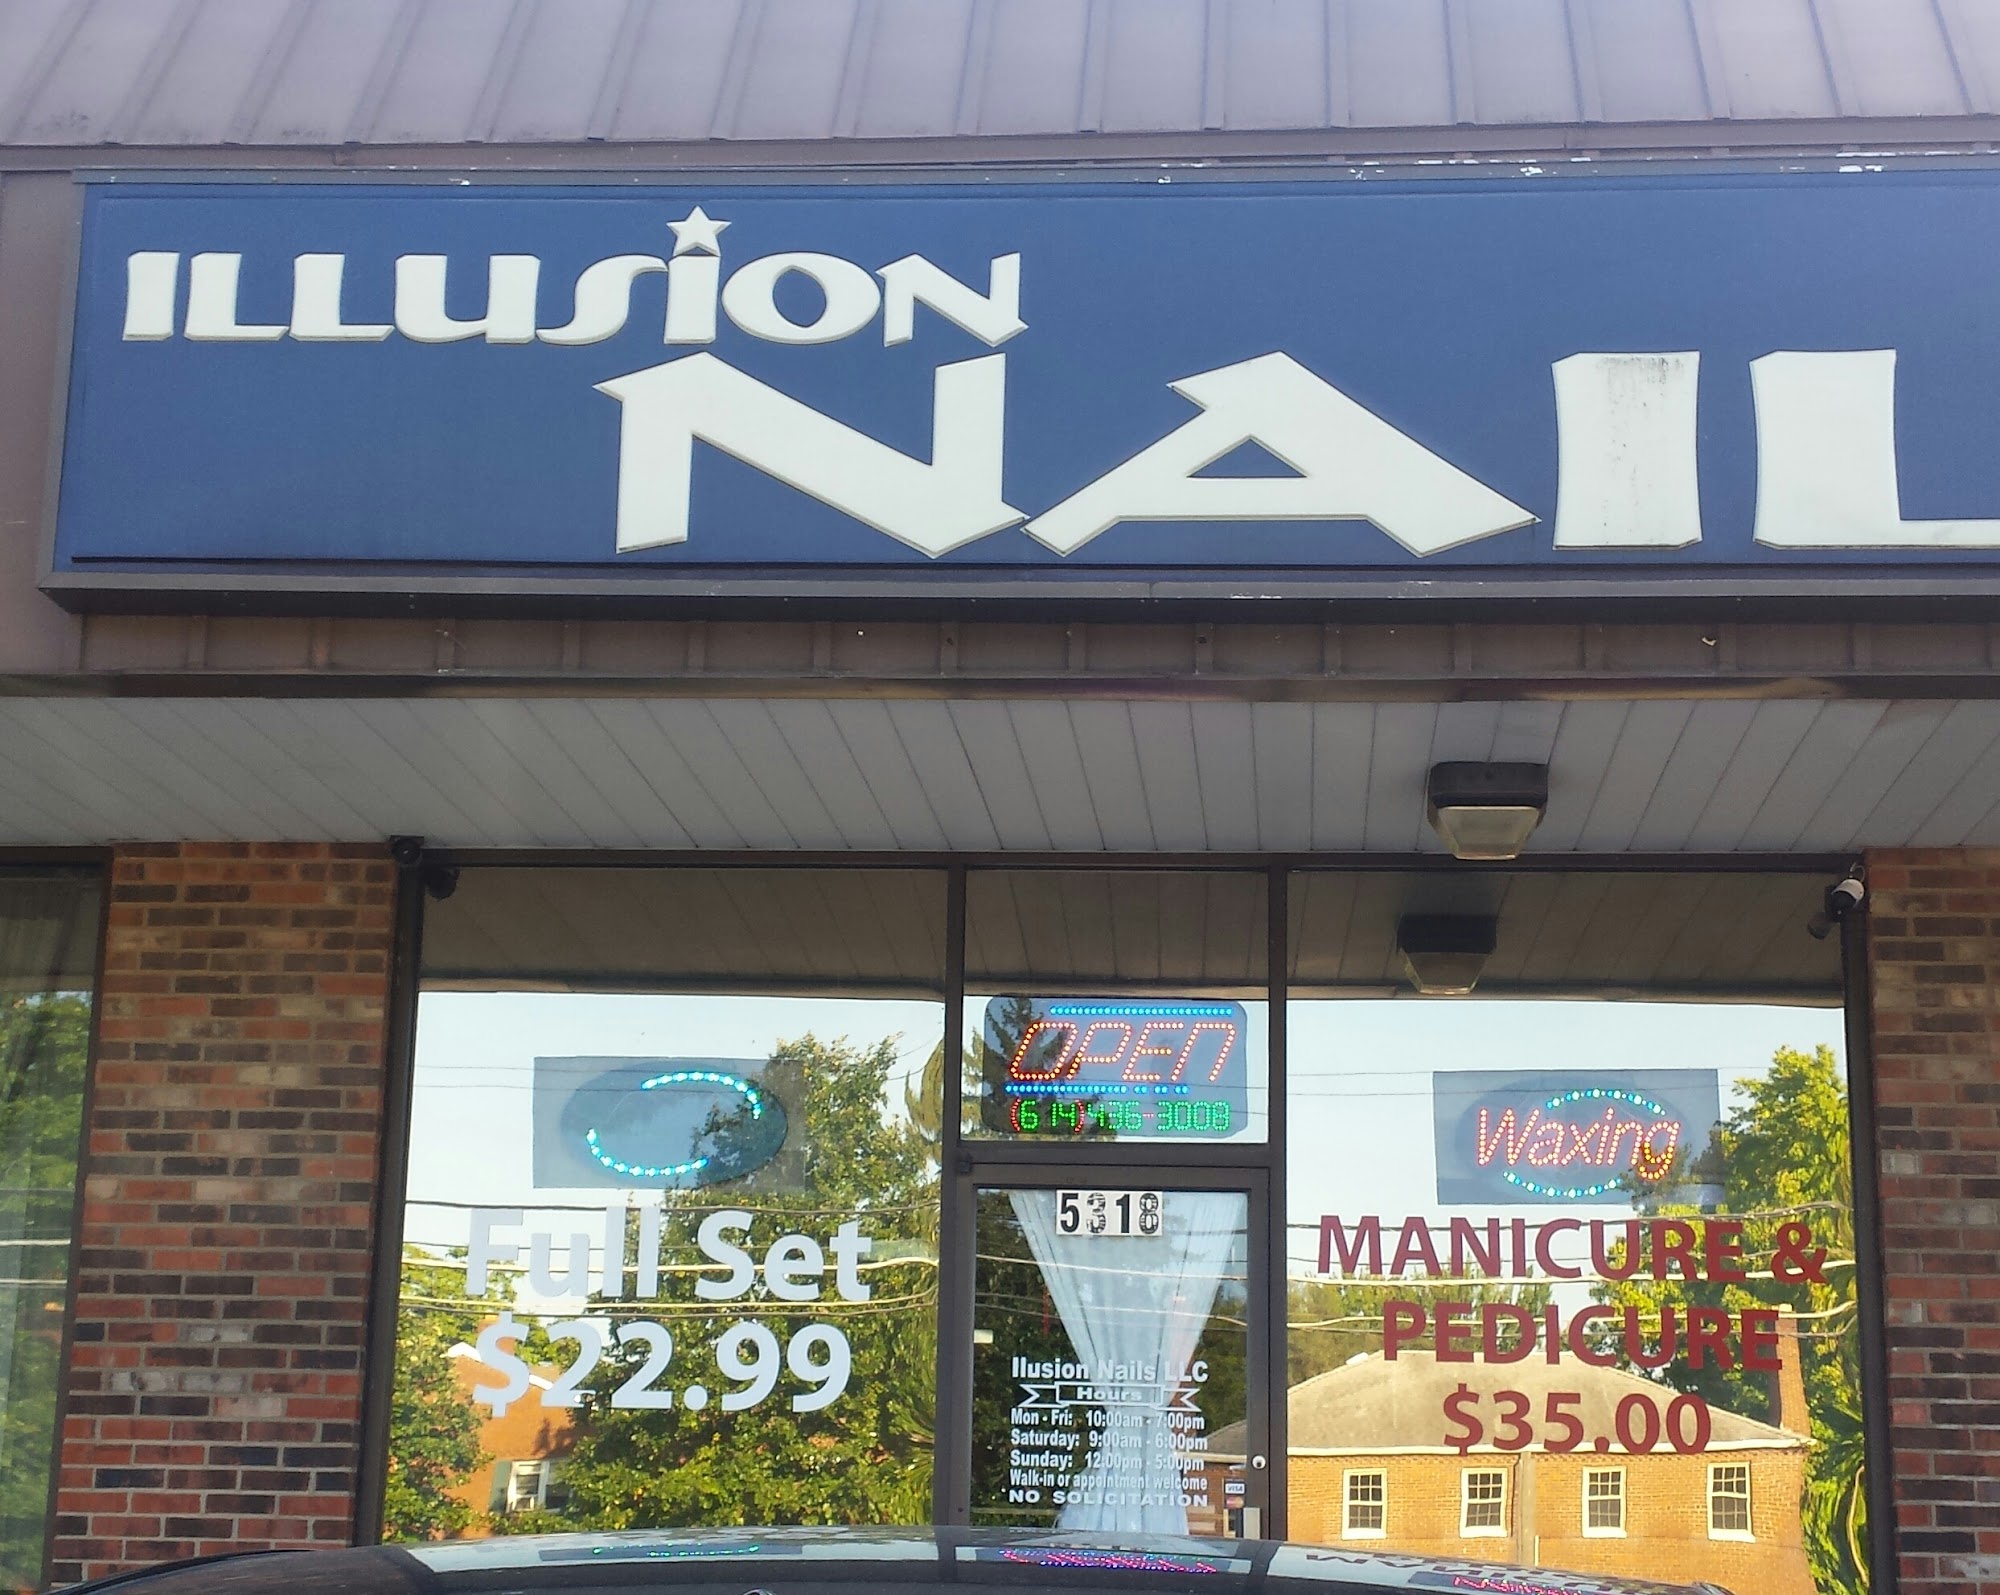 ILLUSION
NAIL
OPEN
(614)436-3008
Waxing
5318
Full Set
$22.99
MANICURE &
PEDICURE
$35.00
Ilusion Nails LLC
Hours
Mon - Fri: 10:00am - 7:00pm
Saturday: 9:00am - 6:00pm
Sunday: 12:00pm - 5:00pm
Walk-in or appointment welcome
NO SOLICITATION
VISA